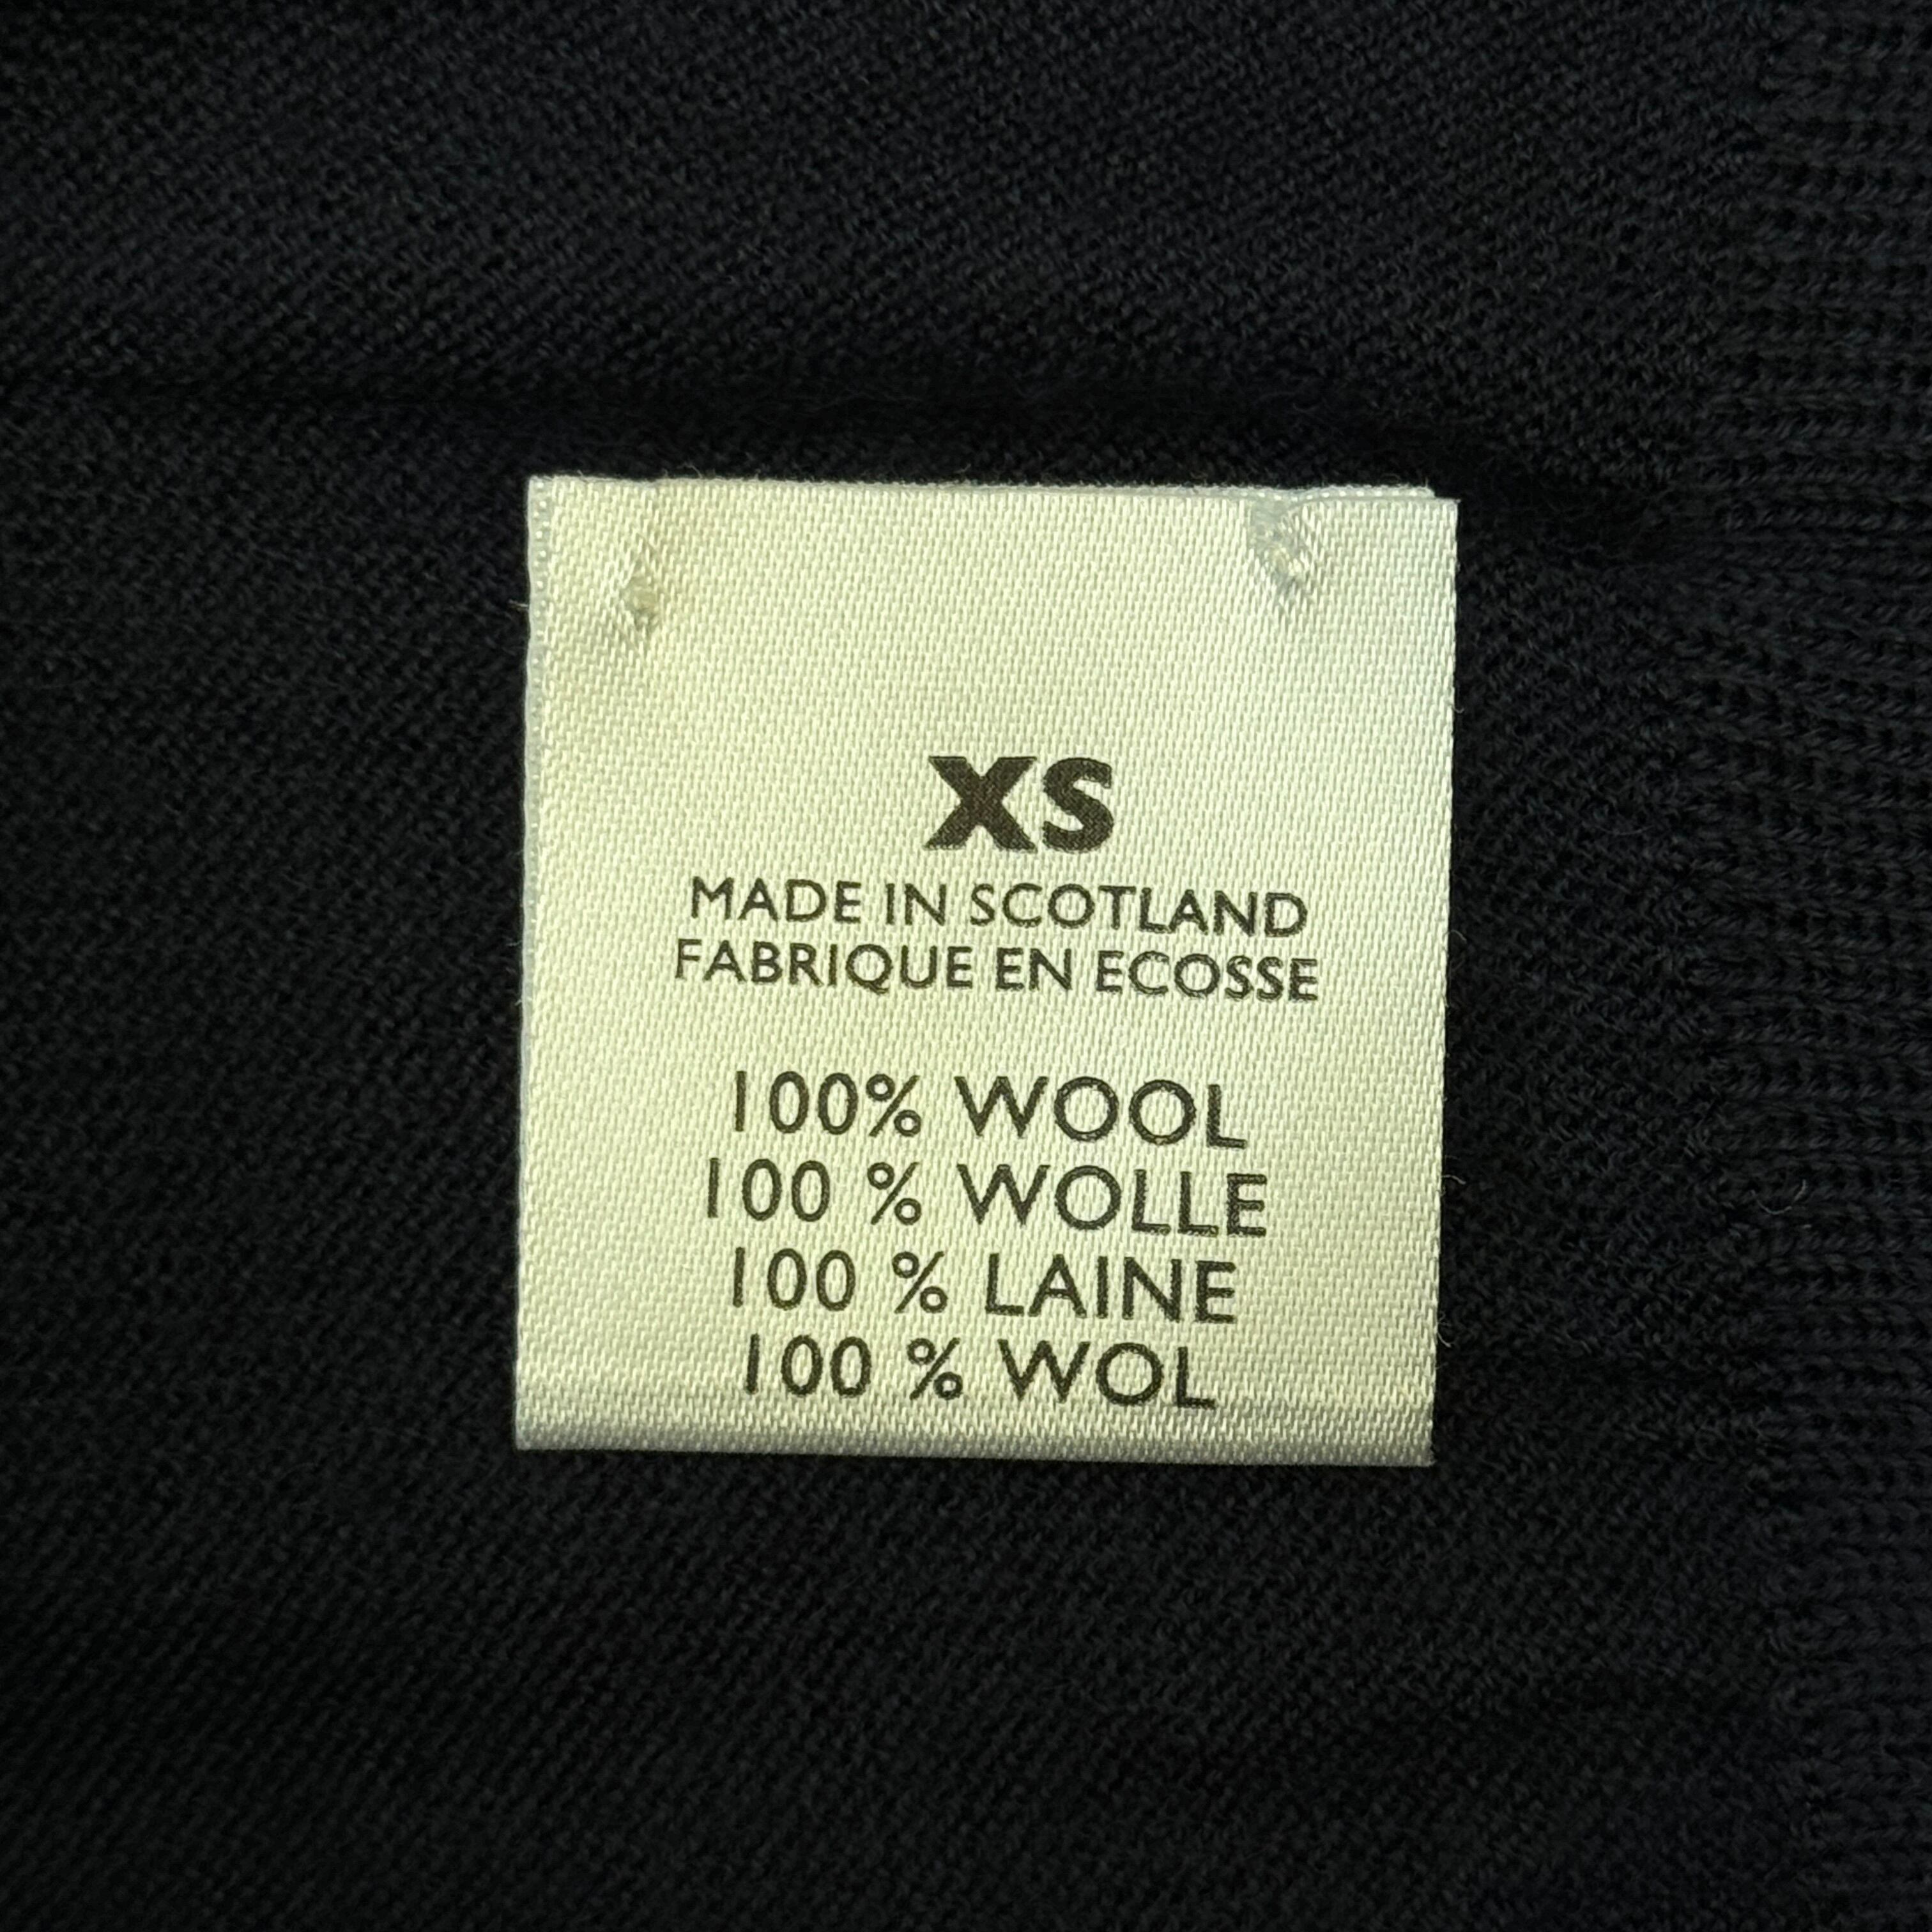 XS
MADE IN SCOTLAND
FABRIQUE EN ECOSSE
100% WOOL
100 % WOLLE
100 % LAINE
100 % WOL